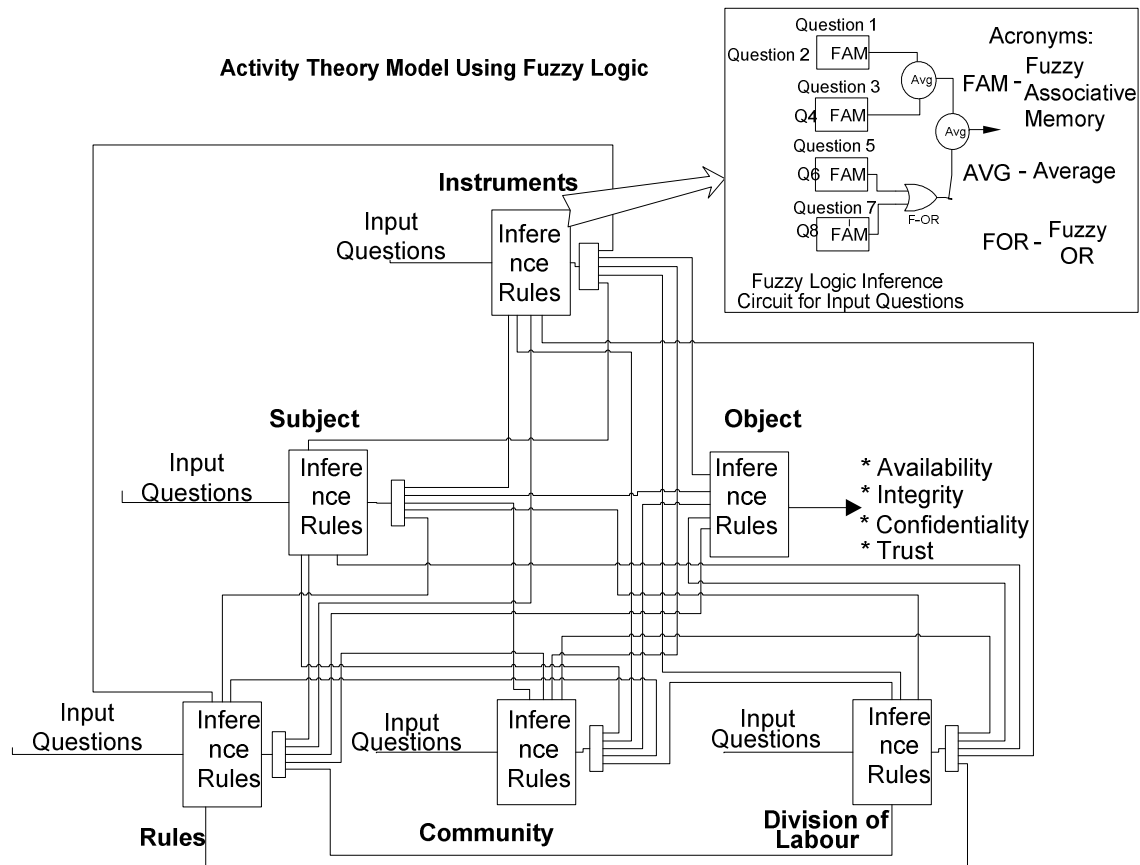 Activity Theory Model Using Fuzzy Logic
Question 1
Question 2
FAM
Question 3
Q4
FAM
Question 5
Q6
FAM
Question 7
Q8
FAM
Avg
Avg
F-OR
Acronyms:
FAM - Fuzzy
Associative
Memory
AVG - Average
FOR - Fuzzy
OR
Fuzzy Logic Inference
Circuit for Input Questions
Instruments
Input
Questions
Infere
nce
Rules
Subject
Input
Questions
Infere
nce
Rules
Object
Infere
nce
Rules
* Availability
* Integrity
* Confidentiality
* Trust
Input
Questions
Infere
nce
Rules
Rules
Input
Questions
Infere
nce
Rules
Community
Input
Questions
Infere
nce
Rules
Division of
Labour